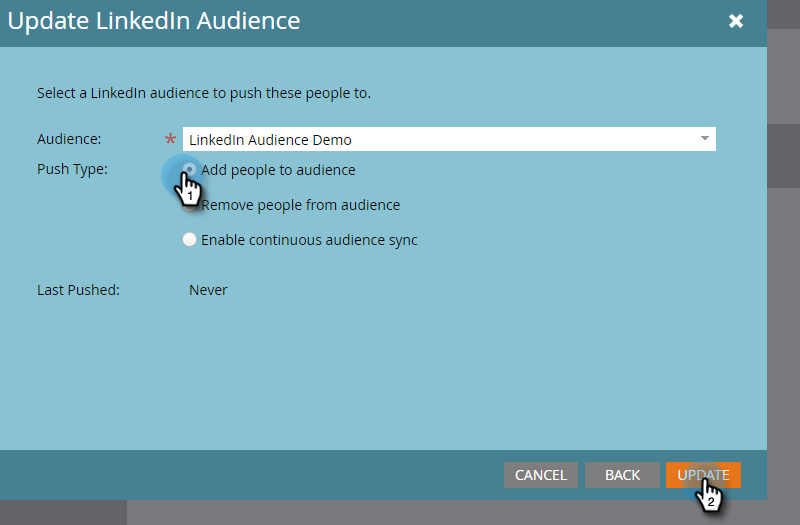 Update LinkedIn Audience
Select a LinkedIn audience to push these people to.
Audience: * LinkedIn Audience Demo
Push Type: Add people to audience
1
Remove people from audience
Enable continuous audience sync
Last Pushed: Never
CANCEL BACK UPDATE
2